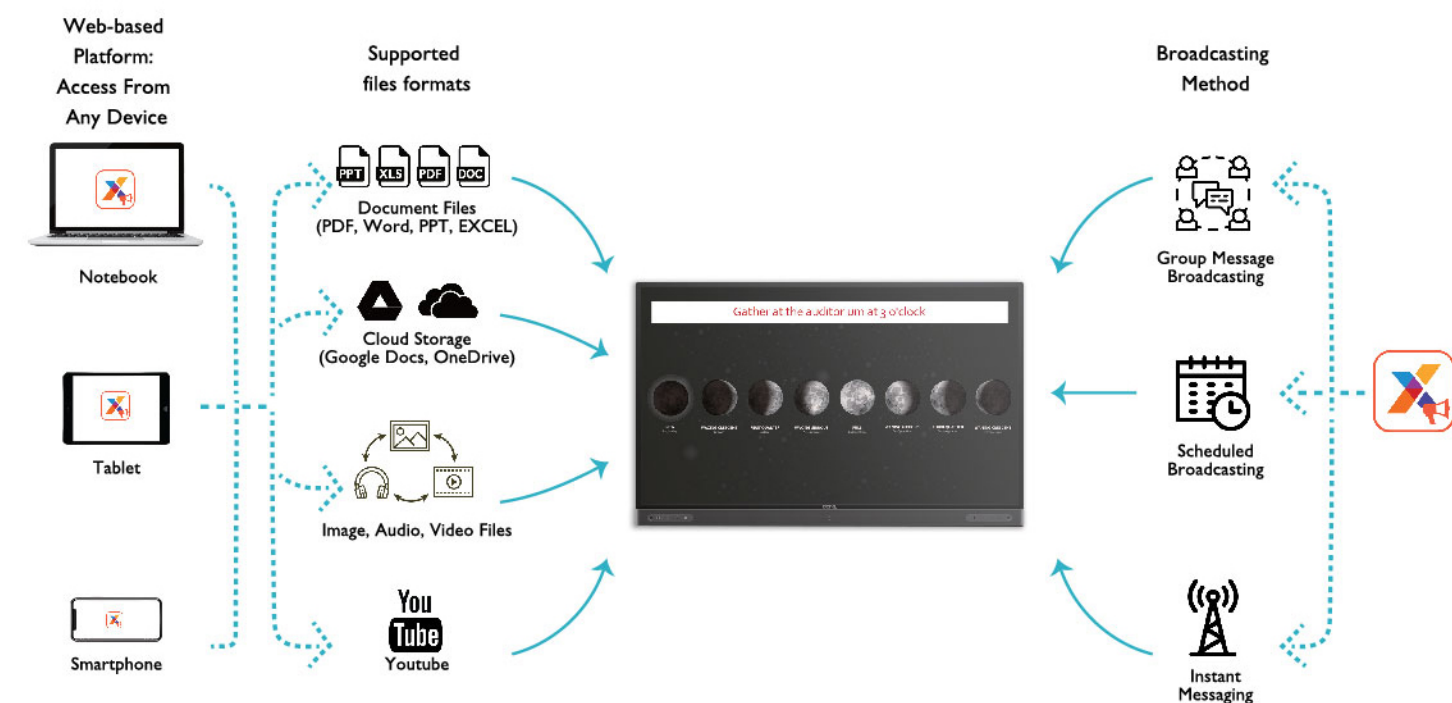 Web-based
Platform:
Access From
Any Device
Notebook
Tablet
Smartphone
Supported
files formats
PPT XLS PDF DOC
Document Files
(PDF, Word, PPT, EXCEL)
Cloud Storage
(Google Docs, OneDrive)
Image, Audio, Video Files
You
Tube
Youtube
Gather at the auditorium at 3 o'clock
Broadcasting
Method
Group Message
Broadcasting
Scheduled
Broadcasting
Instant
Messaging